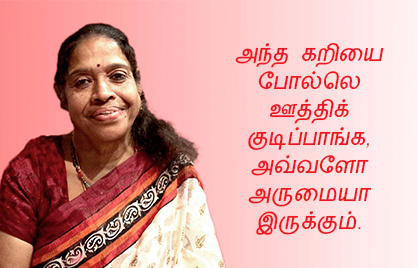 அந்த கறியை
போல்லெ
ஊத்திக்
குடிப்பாங்க,
அவ்வளோ
அருமையா
இருக்கும்.